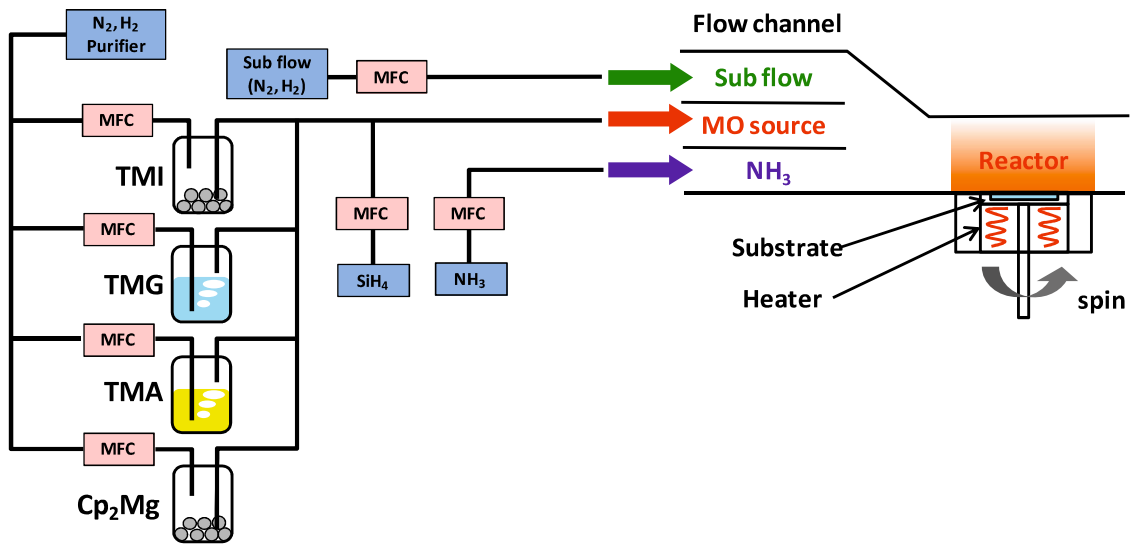 N₂, H₂
Purifier
Sub flow
(N₂, H₂)
MFC
Flow channel
Sub flow
MO source
NH₃
Reactor
MFC
TMI
MFC
TMG
MFC
TMA
MFC
Cp₂Mg
MFC
SiH₄
MFC
NH₃
Substrate
Heater
spin